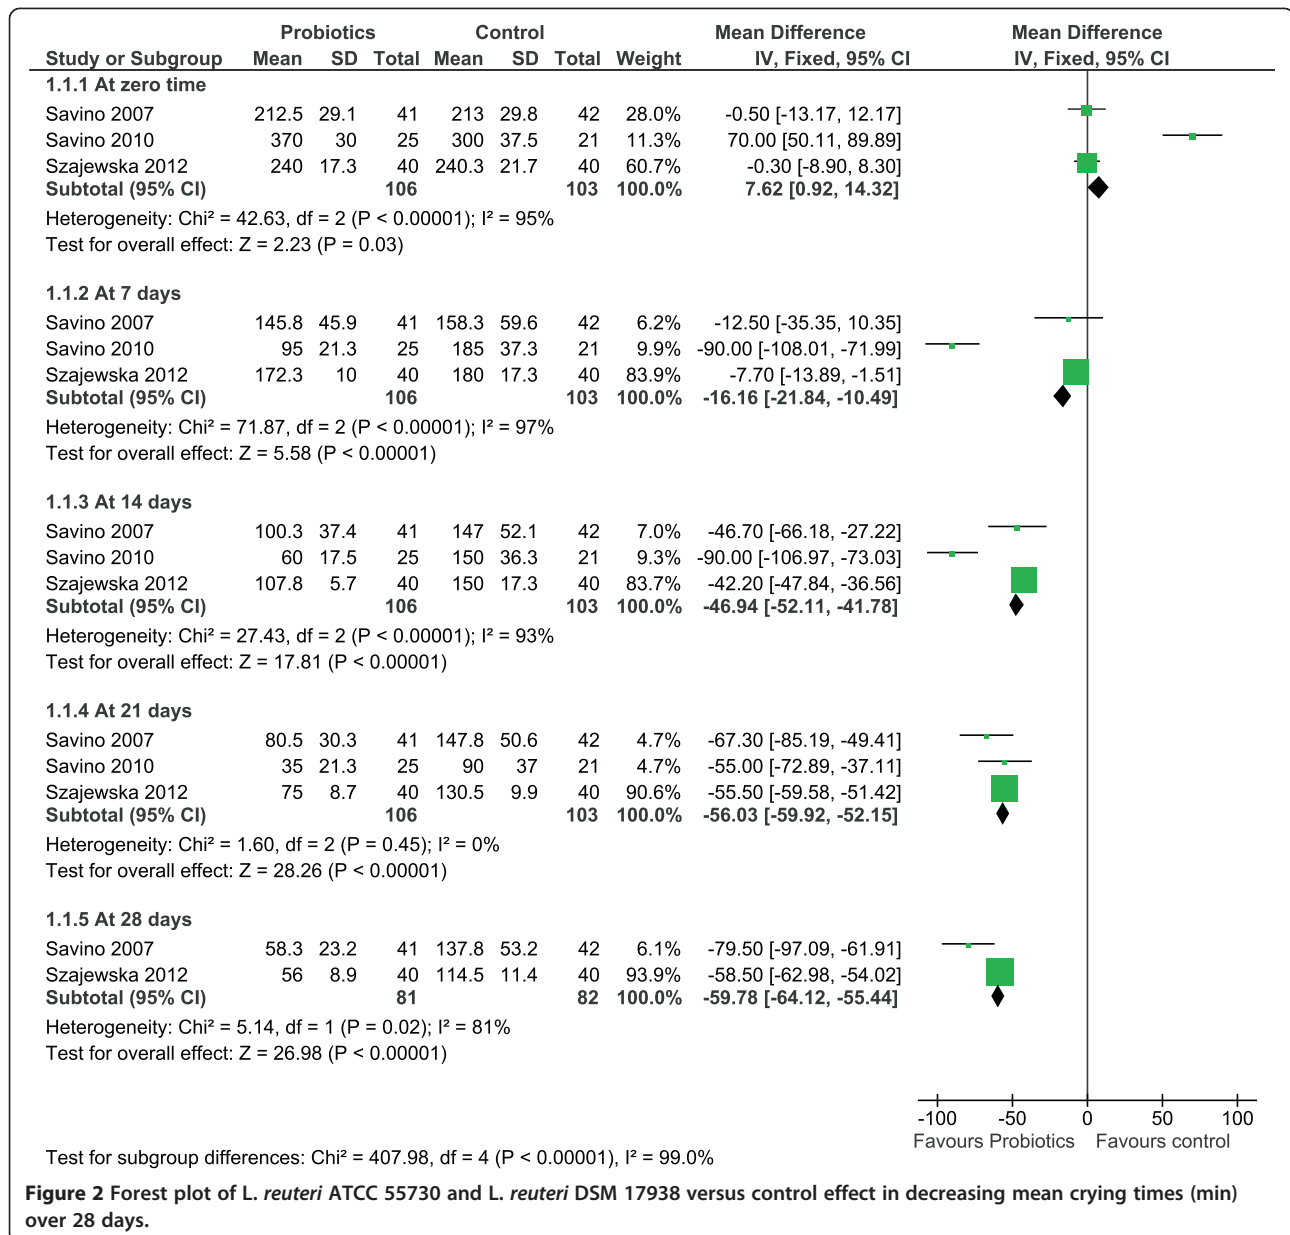 Probiotics Control Mean Difference Mean Difference
Study or Subgroup Mean SD Total Mean SD Total Weight IV, Fixed, 95% CI IV, Fixed, 95% CI
1.1.1 At zero time
Savino 2007 212.5 29.1 41 213 29.8 42 28.0% -0.50 [-13.17, 12.17]
Savino 2010 370 30 25 300 37.5 21 11.3% 70.00 [50.11, 89.89]
Szajewska 2012 240 17.3 40 240.3 21.7 40 60.7% -0.30 [-8.90, 8.30]
Subtotal (95% CI) 106 103 100.0% 7.62 [0.92, 14.32]
Heterogeneity: Chi² = 42.63, df = 2 (P < 0.00001); I² = 95%
Test for overall effect: Z = 2.23 (P = 0.03)
1.1.2 At 7 days
Savino 2007 145.8 45.9 41 158.3 59.6 42 6.2% -12.50 [-35.35, 10.35]
Savino 2010 95 21.3 25 185 37.3 21 9.9% -90.00 [-108.01, -71.99]
Szajewska 2012 172.3 10 40 180 17.3 40 83.9% -7.70 [-13.89, -1.51]
Subtotal (95% CI) 106 103 100.0% -16.16 [-21.84, -10.49]
Heterogeneity: Chi² = 71.87, df = 2 (P < 0.00001); I² = 97%
Test for overall effect: Z = 5.58 (P < 0.00001)
1.1.3 At 14 days
Savino 2007 100.3 37.4 41 147 52.1 42 7.0% -46.70 [-66.18, -27.22]
Savino 2010 60 17.5 25 150 36.3 21 9.3% -90.00 [-106.97, -73.03]
Szajewska 2012 107.8 5.7 40 150 17.3 40 83.7% -42.20 [-47.84, -36.56]
Subtotal (95% CI) 106 103 100.0% -46.94 [-52.11, -41.78]
Heterogeneity: Chi² = 27.43, df = 2 (P < 0.00001); I² = 93%
Test for overall effect: Z = 17.81 (P < 0.00001)
1.1.4 At 21 days
Savino 2007 80.5 30.3 41 147.8 50.6 42 4.7% -67.30 [-85.19, -49.41]
Savino 2010 35 21.3 25 90 37 21 4.7% -55.00 [-72.89, -37.11]
Szajewska 2012 75 8.7 40 130.5 9.9 40 90.6% -55.50 [-59.58, -51.42]
Subtotal (95% CI) 106 103 100.0% -56.03 [-59.92, -52.15]
Heterogeneity: Chi² = 1.60, df = 2 (P = 0.45); I² = 0%
Test for overall effect: Z = 28.26 (P < 0.00001)
1.1.5 At 28 days
Savino 2007 58.3 23.2 41 137.8 53.2 42 6.1% -79.50 [-97.09, -61.91]
Szajewska 2012 56 8.9 40 114.5 11.4 40 93.9% -58.50 [-62.98, -54.02]
Subtotal (95% CI) 81 82 100.0% -59.78 [-64.12, -55.44]
Heterogeneity: Chi² = 5.14, df = 1 (P = 0.02); I² = 81%
Test for overall effect: Z = 26.98 (P < 0.00001)
-100 -50 0 50 100
Favours Probiotics Favours control
Test for subgroup differences: Chi² = 407.98, df = 4 (P < 0.00001), I² = 99.0%
Figure 2 Forest plot of L. reuteri ATCC 55730 and L. reuteri DSM 17938 versus control effect in decreasing mean crying times (min)
over 28 days.